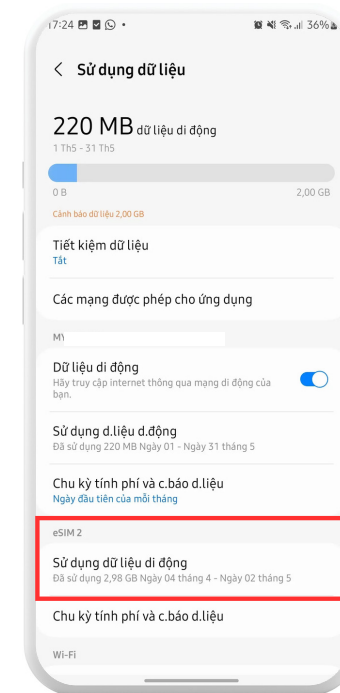 17:24
36%
Sử dụng dữ liệu
220 MB dữ liệu di động
1 Th5 - 31 Th5
0 B
2,00 GB
Cảnh báo dữ liệu 2,00 GB
Tiết kiệm dữ liệu
Tắt
Các mạng được phép cho ứng dụng
Dữ liệu di động
Hãy truy cập internet thông qua mạng di động của
bạn.
Sử dụng d.liệu d.động
Đã sử dụng 220 MB Ngày 01 - Ngày 31 tháng 5
Chu kỳ tính phí và c.báo d.liệu
Ngày đầu tiên của mỗi tháng
eSIM 2
Sử dụng dữ liệu di động
Đã sử dụng 2,98 GB Ngày 04 tháng 4 - Ngày 02 tháng 5
Chu kỳ tính phí và c.báo d.liệu
Wi-Fi